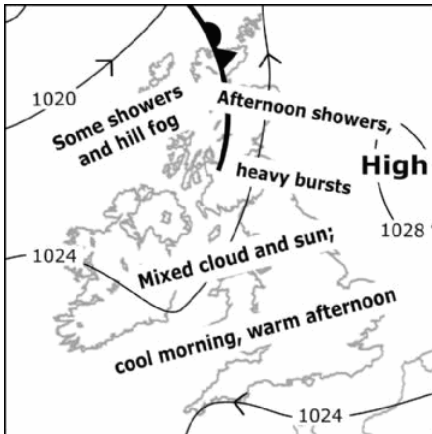 1020
Some showers
and hill fog
Afternoon showers,
High
heavy bursts
1028
1024
Mixed cloud and sun;
cool morning, warm afternoon
1024